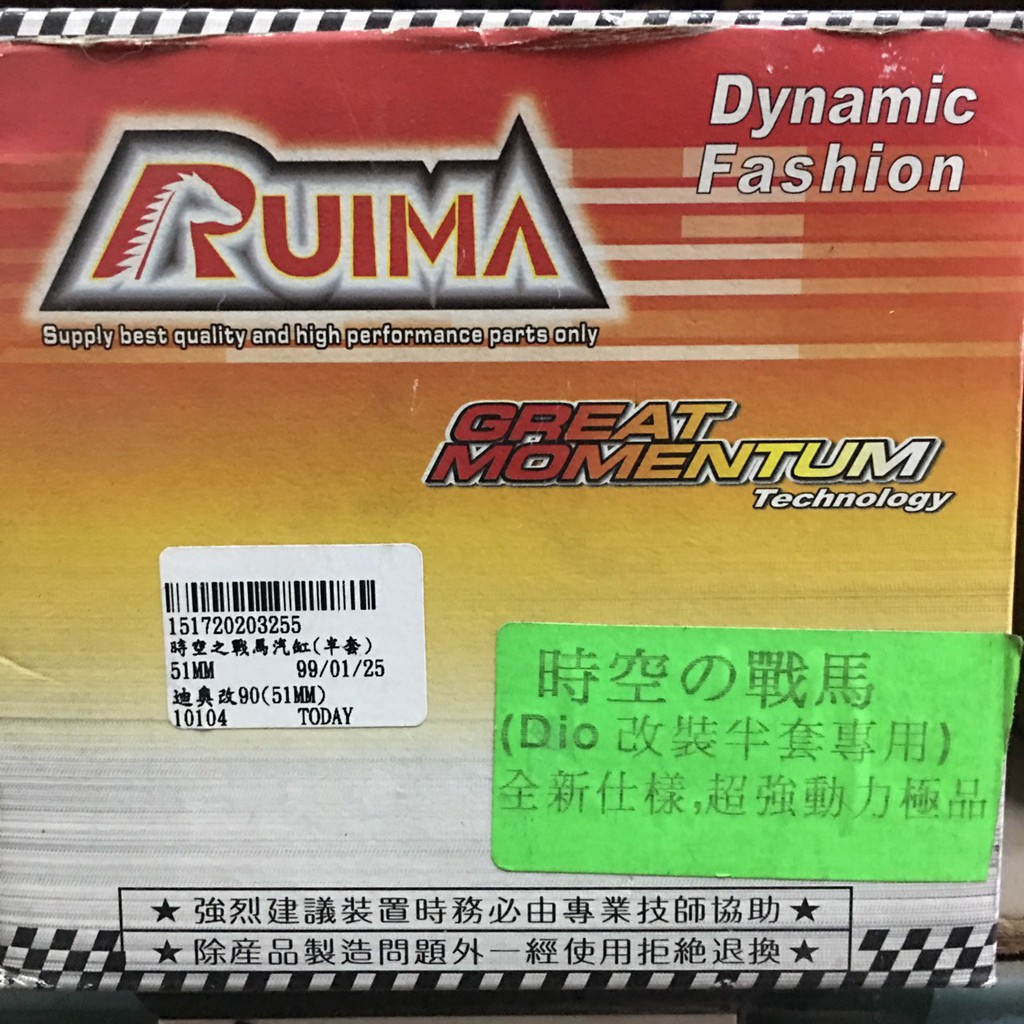 Dynamic
Fashion
RUIMA
Supply best quality and high performance parts only
GREAT
MOMENTUM
Technology
151720203255
時空之戰馬汽缸(半套)
51MM 99/01/25
迪奧改90(51MM)
10104 TODAY
時空の戰馬
(Dio 改裝半套專用)
全新仕樣,超強動力極品
★ 強烈建議裝置時務必由專業技師協助 ★
★ 除産品製造問題外一經使用拒絕退換 ★